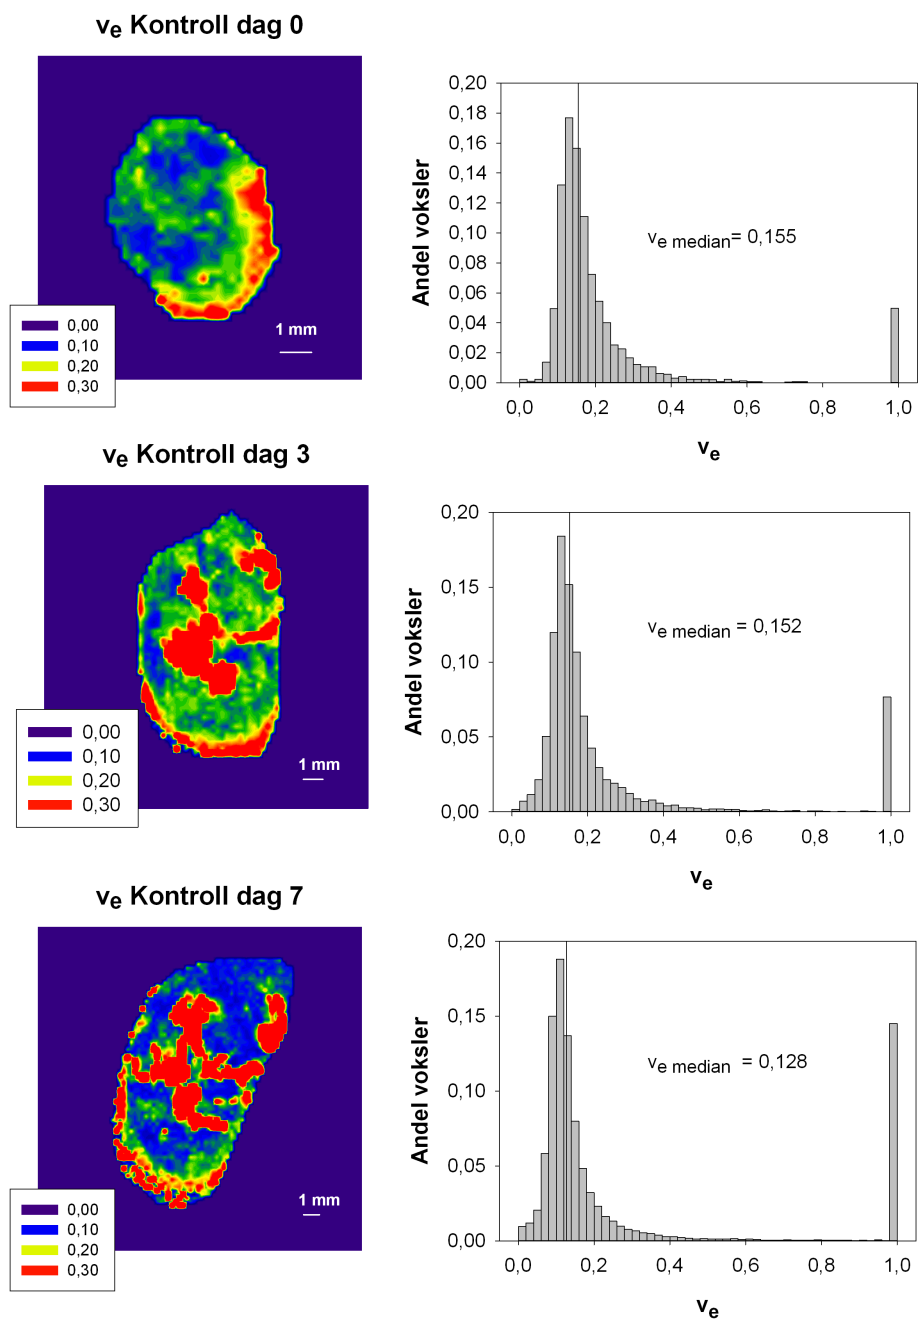 ve Kontroll dag 0
0,00
0,10
0,20
0,30
1 mm
Andel voksler
0,20
0,18
0,16
0,14
0,12
0,10
0,08
0,06
0,04
0,02
0,00
ve median= 0,155
0,0 0,2 0,4 0,6 0,8 1,0
ve
ve Kontroll dag 3
0,00
0,10
0,20
0,30
1 mm
Andel voksler
0,20
0,15
0,10
0,05
0,00
ve median = 0,152
0,0 0,2 0,4 0,6 0,8 1,0
ve
ve Kontroll dag 7
0,00
0,10
0,20
0,30
1 mm
Andel voksler
0,20
0,15
0,10
0,05
0,00
ve median = 0,128
0,0 0,2 0,4 0,6 0,8 1,0
ve